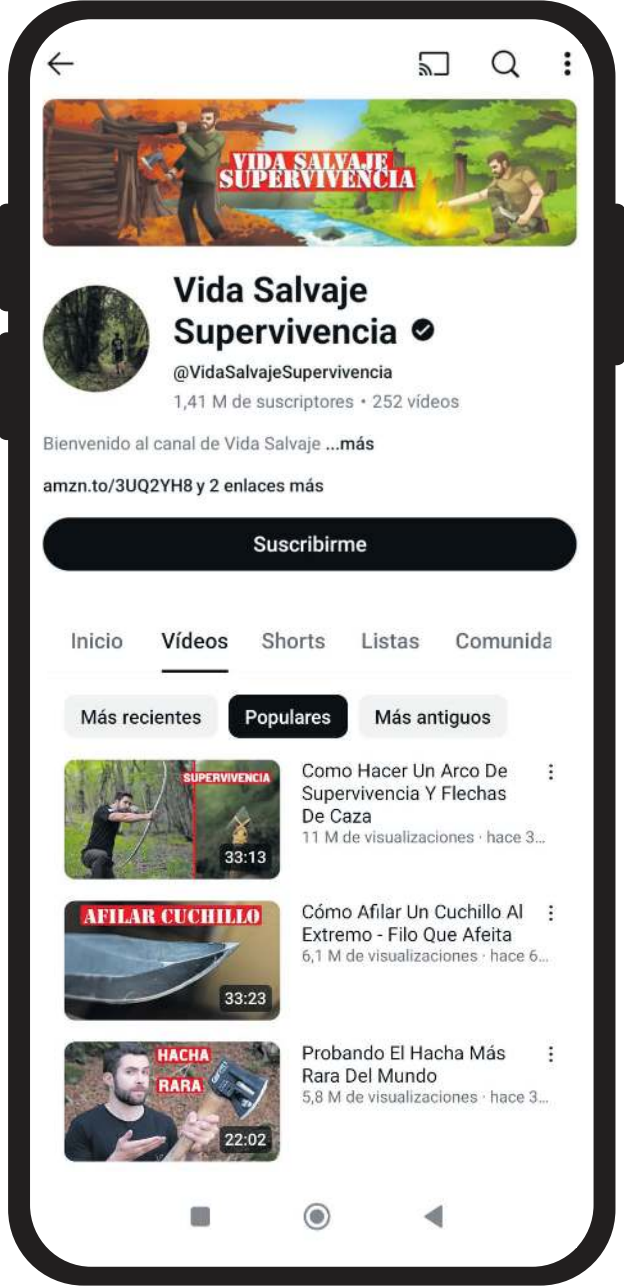 VIDA SALVAJE
SUPERVIVENCIA
Vida Salvaje
Supervivencia
@VidaSalvajeSupervivencia
1,41 M de suscriptores • 252 vídeos
Bienvenido al canal de Vida Salvaje ...más
amzn.to/3UQ2YH8 y 2 enlaces más
Suscribirme
Inicio Vídeos Shorts Listas Comunida
Más recientes Populares Más antiguos
SUPERVIVENCIA
33:13
Como Hacer Un Arco De
Supervivencia Y Flechas
De Caza
11 M de visualizaciones · hace 3...
AFILAR CUCHILLO
33:23
Cómo Afilar Un Cuchillo Al
Extremo - Filo Que Afeita
6,1 M de visualizaciones · hace 6...
HACHA
RARA
22:02
Probando El Hacha Más
Rara Del Mundo
5,8 M de visualizaciones · hace 3...